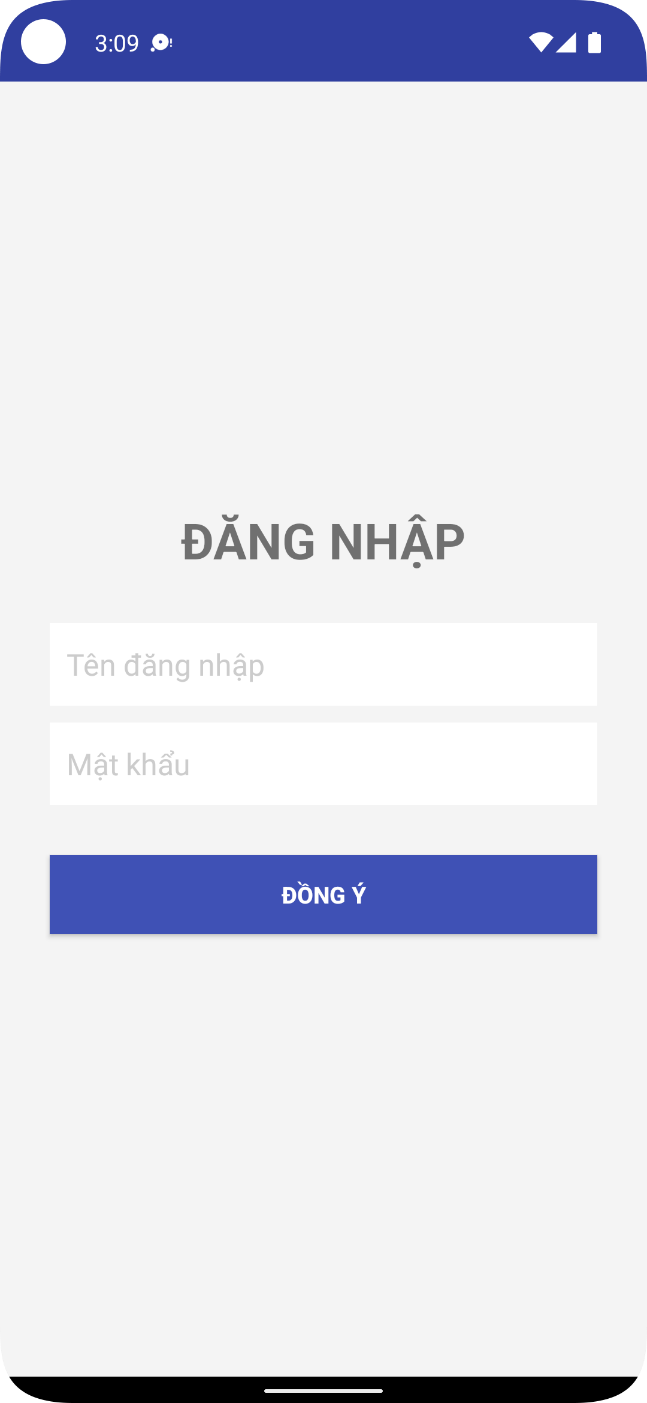 3:09
ĐĂNG NHẬP
Tên đăng nhập
Mật khẩu
ĐỒNG Ý